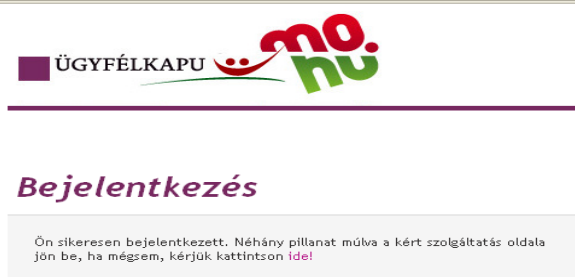 ÜGYFÉLKAPU
mo.
hu
Bejelentkezés
Ön sikeresen bejelentkezett. Néhány pillanat múlva a kért szolgáltatás oldala
jön be, ha mégsem, kérjük kattintson ide!